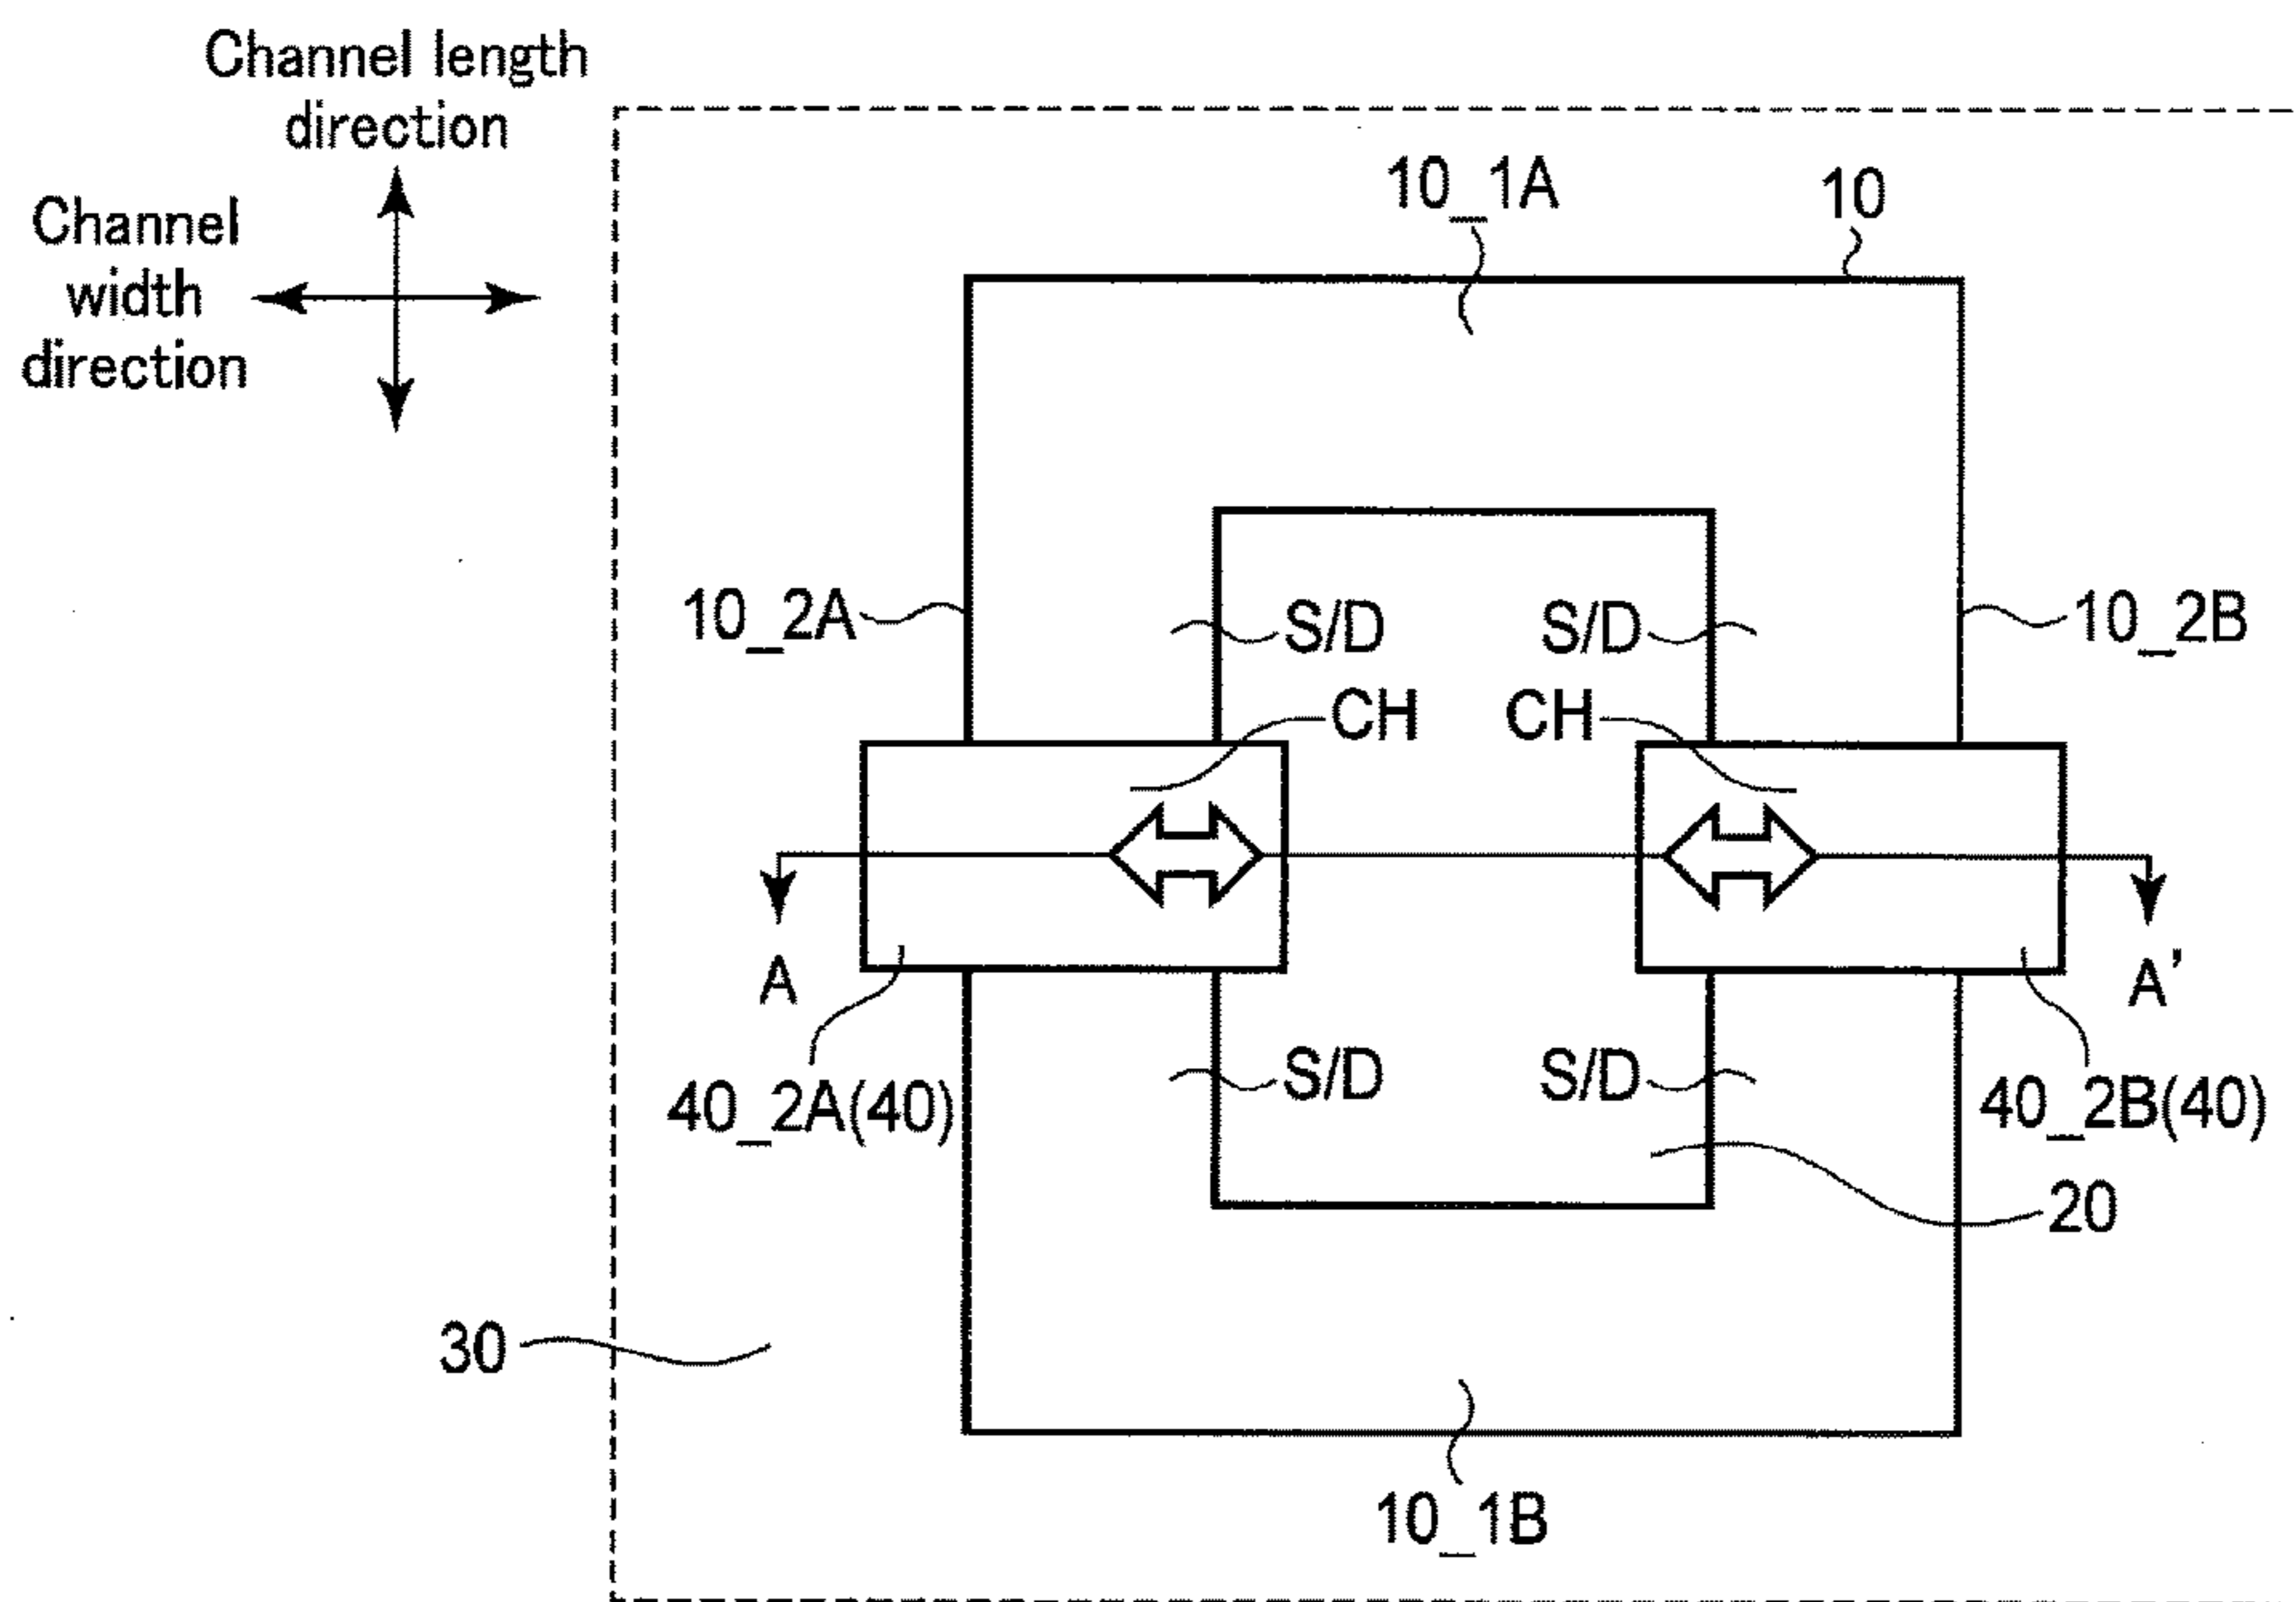 Channel length
direction
Channel
width
direction
10_1A
10
10_2A
S/D
S/D
10_2B
CH
CH
A
A'
40_2A(40)
S/D
S/D
40_2B(40)
20
30
10_1B